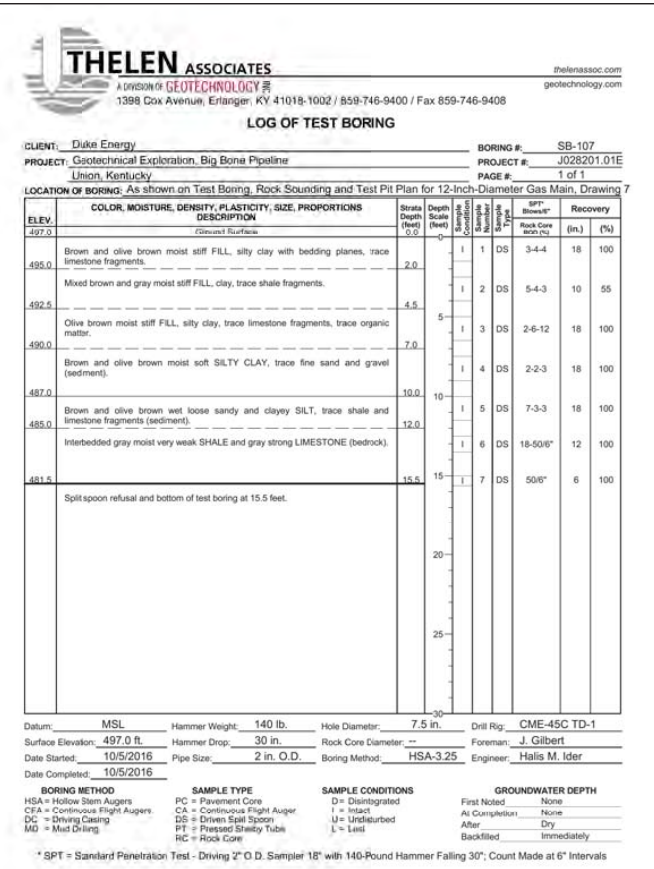 THELEN ASSOCIATES
thelenassoc.com
A DIVISION OF GEOTECHNOLOGY
geotechnology.com
1398 Cox Avenue, Erlanger, KY 41018-1002 / 859-746-9400 / Fax 859-746-9408
LOG OF TEST BORING
CLIENT: Duke Energy BORING #: SB-107
PROJECT: Geotechnical Exploration, Big Bone Pipeline PROJECT #: J028201.01E
Union, Kentucky PAGE #: 1 of 1
LOCATION OF BORING: As shown on Test Boring, Rock Sounding and Test Pit Plan for 12-Inch-Diameter Gas Main, Drawing 7
ELEV. COLOR, MOISTURE, DENSITY, PLASTICITY, SIZE, PROPORTIONS DESCRIPTION Strata Depth (feet) Depth Scale (feet) Sample Condition Sample Number Sample Type SPT* Blows/6" Rock Core RQD (%) Recovery (in.) (%)
497.0 Ground Surface 0.0 0
Brown and olive brown moist stiff FILL, silty clay with bedding planes, trace I 1 DS 3-4-4 18 100
limestone fragments.
495.0 2.0
Mixed brown and gray moist stiff FILL, clay, trace shale fragments. I 2 DS 5-4-3 10 55
492.5 4.5
5
Olive brown moist stiff FILL, silty clay, trace limestone fragments, trace organic I 3 DS 2-6-12 18 100
matter.
490.0 7.0
Brown and olive brown moist soft SILTY CLAY, trace fine sand and gravel I 4 DS 2-2-3 18 100
(sediment).
487.0 10.0 10
Brown and olive brown wet loose sandy and clayey SILT, trace shale and I 5 DS 7-3-3 18 100
limestone fragments (sediment).
485.0 12.0
Interbedded gray moist very weak SHALE and gray strong LIMESTONE (bedrock). I 6 DS 18-50/6" 12 100
481.5 15.5 15 I 7 DS 50/6" 6 100
Split spoon refusal and bottom of test boring at 15.5 feet.
20
25
30
Datum: MSL Hammer Weight: 140 lb. Hole Diameter: 7.5 in. Drill Rig: CME-45C TD-1
Surface Elevation: 497.0 ft. Hammer Drop: 30 in. Rock Core Diameter: -- Foreman: J. Gilbert
Date Started: 10/5/2016 Pipe Size: 2 in. O.D. Boring Method: HSA-3.25 Engineer: Halis M. Ider
Date Completed: 10/5/2016
BORING METHOD SAMPLE TYPE SAMPLE CONDITIONS GROUNDWATER DEPTH
HSA = Hollow Stem Augers PC = Pavement Core D = Disintegrated First Noted None
CFA = Continuous Flight Augers CA = Continuous Flight Auger I = Intact At Completion None
DC = Driving Casing DS = Driven Split Spoon U = Undisturbed After Dry
MD = Mud Drilling PT = Pressed Shelby Tube L = Lost Backfilled Immediately
RC = Rock Core
* SPT = Standard Penetration Test - Driving 2" O.D. Sampler 18" with 140-Pound Hammer Falling 30"; Count Made at 6" Intervals